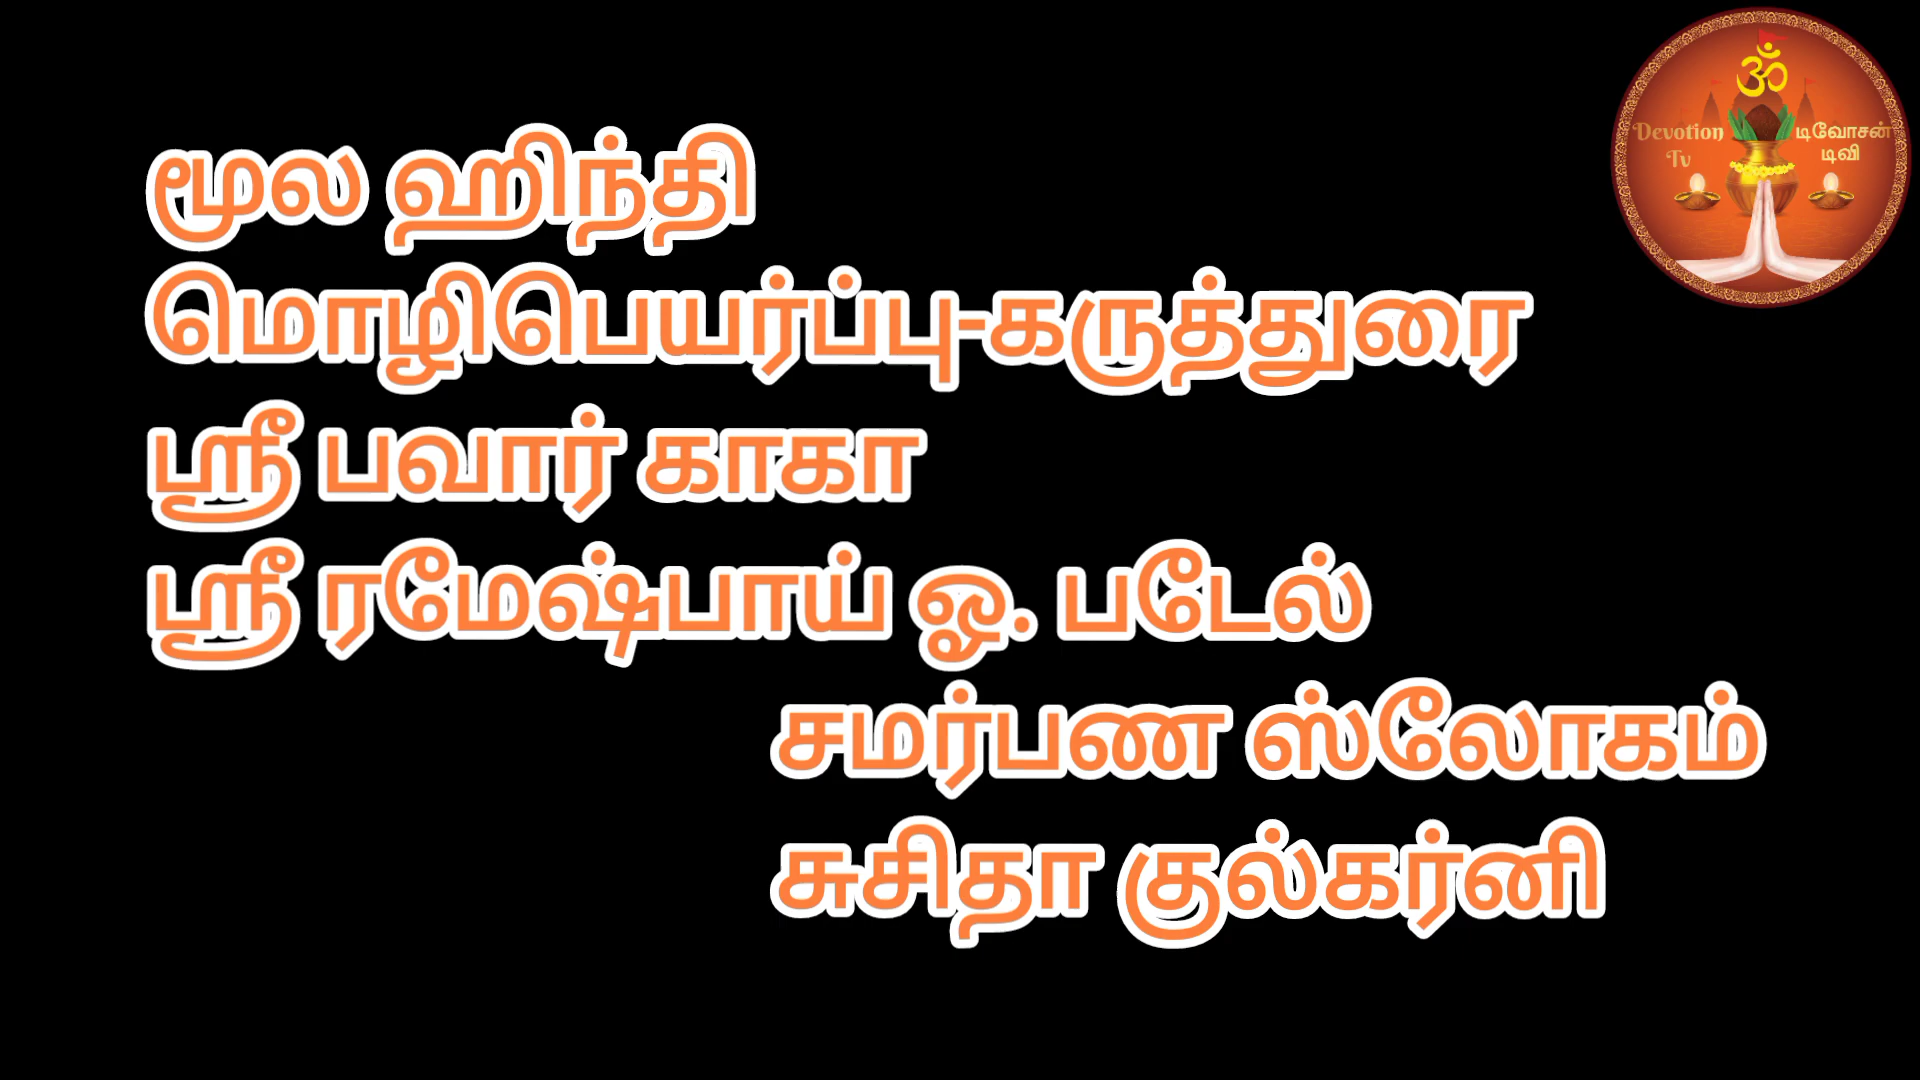 மூல ஹிந்தி
மொழிபெயர்ப்பு-கருத்துரை
ஸ்ரீ பவார் காகா
ஸ்ரீ ரமேஷ்பாய் ஓ. படேல்
சமர்பண ஸ்லோகம்
சுசிதா குல்கர்னி
ॐ
Devotion Tv
டிவோசன் டிவி